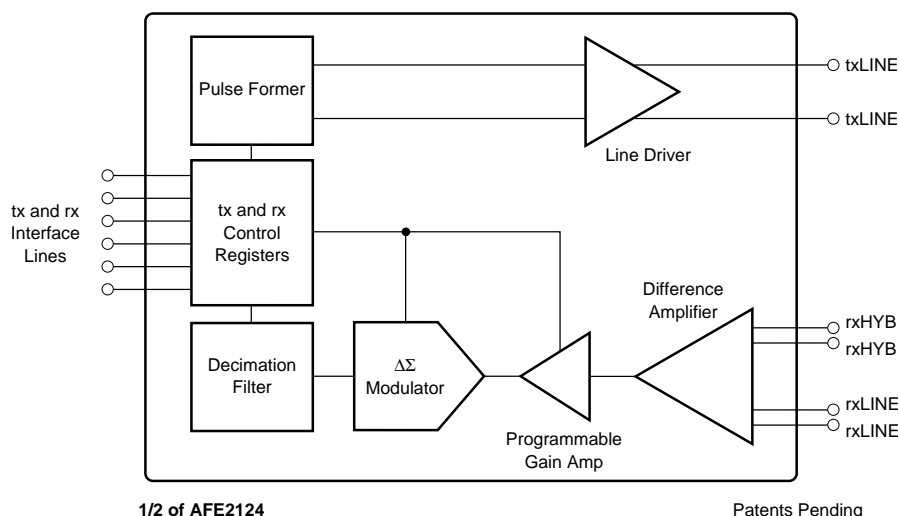 Pulse Former
txLINE
txLINE
Line Driver
tx and rx
Interface
Lines
tx and rx
Control
Registers
Difference
Amplifier
rxHYB
rxHYB
Decimation
Filter
ΔΣ
Modulator
rxLINE
rxLINE
Programmable
Gain Amp
1/2 of AFE2124
Patents Pending